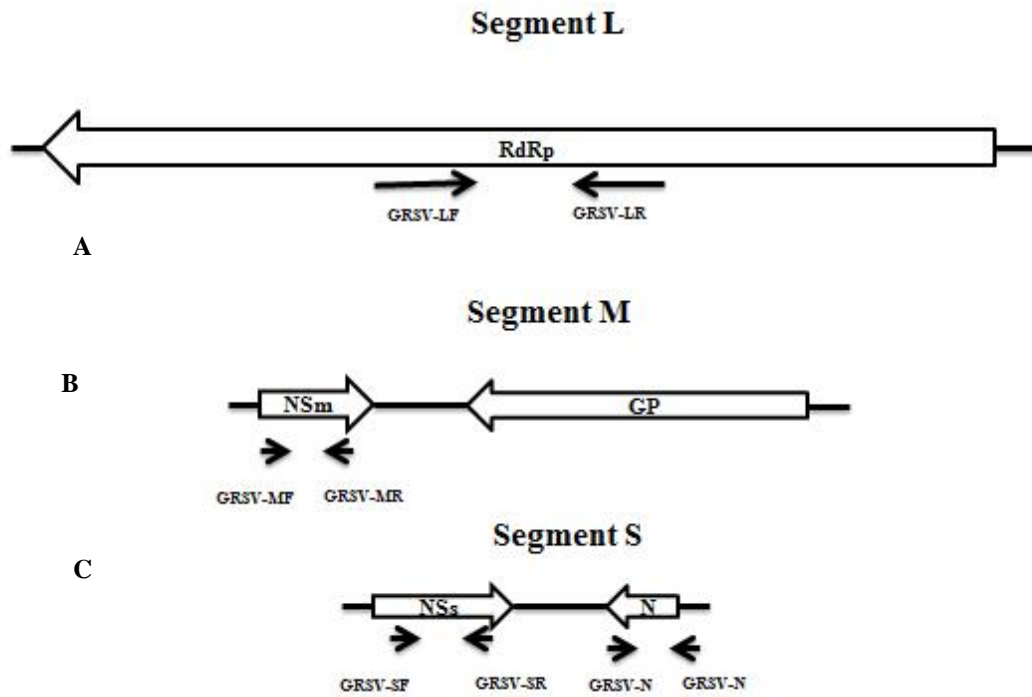 Segment L
RdRp
GRSV-LF GRSV-LR
A
Segment M
B
NSm GP
GRSV-MF GRSV-MR
Segment S
C
NSs N
GRSV-SF GRSV-SR GRSV-N GRSV-N